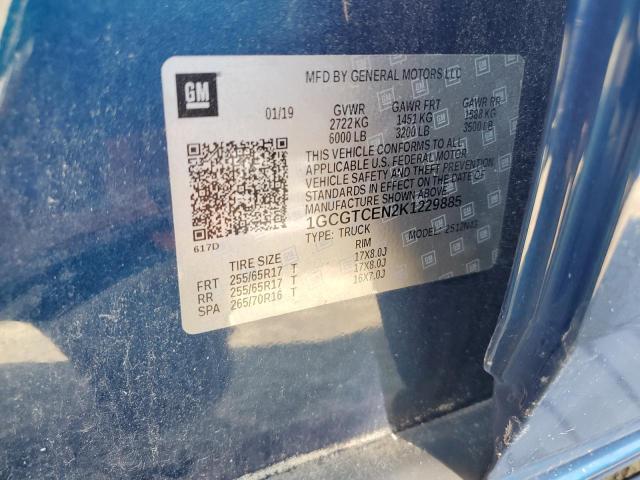 GM
MFD BY GENERAL MOTORS LLC
01/19 GVWR GAWR FRT GAWR RR
2722 KG 1451 KG 1588 KG
6000 LB 3200 LB 3500 LB
THIS VEHICLE CONFORMS TO ALL
APPLICABLE U.S. FEDERAL MOTOR
VEHICLE SAFETY AND THEFT PREVENTION
STANDARDS IN EFFECT ON THE DATE OF
MANUFACTURE SHOWN ABOVE.
1GCGTCEN2K1229885
TYPE: TRUCK MODEL:
617D
TIRE SIZE RIM
FRT 255/65R17 T 17X8.0J
RR 255/65R17 T 17X8.0J
SPA 265/70R16 T 16X7.0J